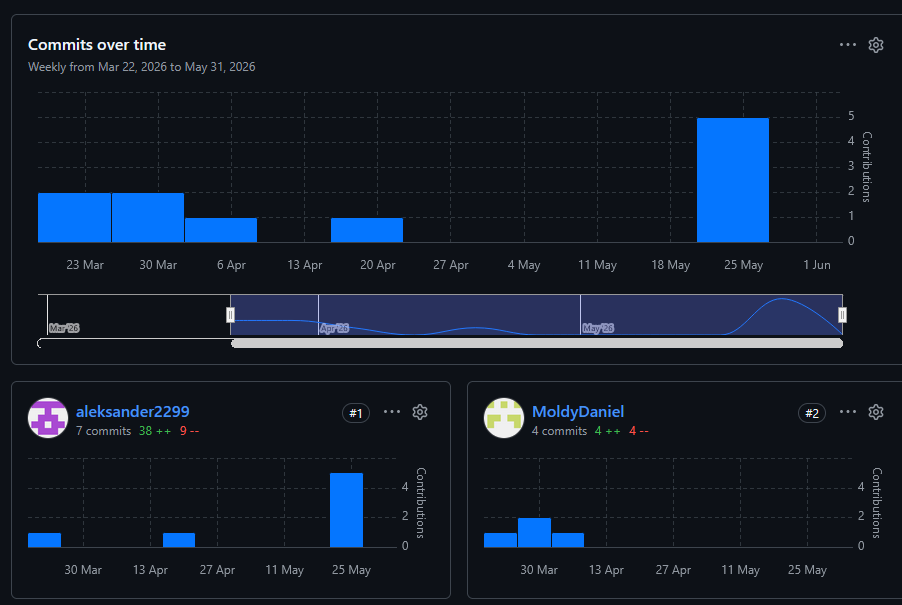 Commits over time
Weekly from Mar 22, 2026 to May 31, 2026
5
4
3
2
1
0
Contributions
23 Mar 30 Mar 6 Apr 13 Apr 20 Apr 27 Apr 4 May 11 May 18 May 25 May 1 Jun
Mar '26 Apr '26 May '26
aleksander2299 #1
7 commits 38 ++ 9 --
4
2
0
Contributions
30 Mar 13 Apr 27 Apr 11 May 25 May
MoldyDaniel #2
4 commits 4 ++ 4 --
4
2
0
Contributions
30 Mar 13 Apr 27 Apr 11 May 25 May